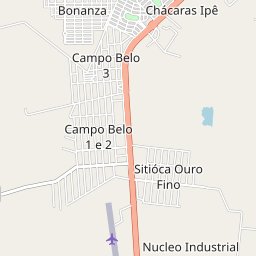 Bonanza
Chácaras Ipê
Campo Belo
3
Campo Belo
1 e 2
Sitióca Ouro
Fino
Nucleo Industrial